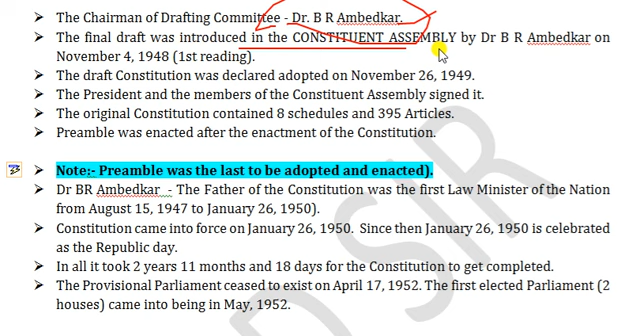 ➤ The Chairman of Drafting Committee - Dr. B R Ambedkar.
➤ The final draft was introduced in the CONSTITUENT ASSEMBLY by Dr B R Ambedkar on
November 4, 1948 (1st reading).
➤ The draft Constitution was declared adopted on November 26, 1949.
➤ The President and the members of the Constituent Assembly signed it.
➤ The original Constitution contained 8 schedules and 395 Articles.
➤ Preamble was enacted after the enactment of the Constitution.
➤ Note:- Preamble was the last to be adopted and enacted).
➤ Dr BR Ambedkar - The Father of the Constitution was the first Law Minister of the Nation
from August 15, 1947 to January 26, 1950).
➤ Constitution came into force on January 26, 1950. Since then January 26, 1950 is celebrated
as the Republic day.
➤ In all it took 2 years 11 months and 18 days for the Constitution to get completed.
➤ The Provisional Parliament ceased to exist on April 17, 1952. The first elected Parliament (2
houses) came into being in May, 1952.
D SIR